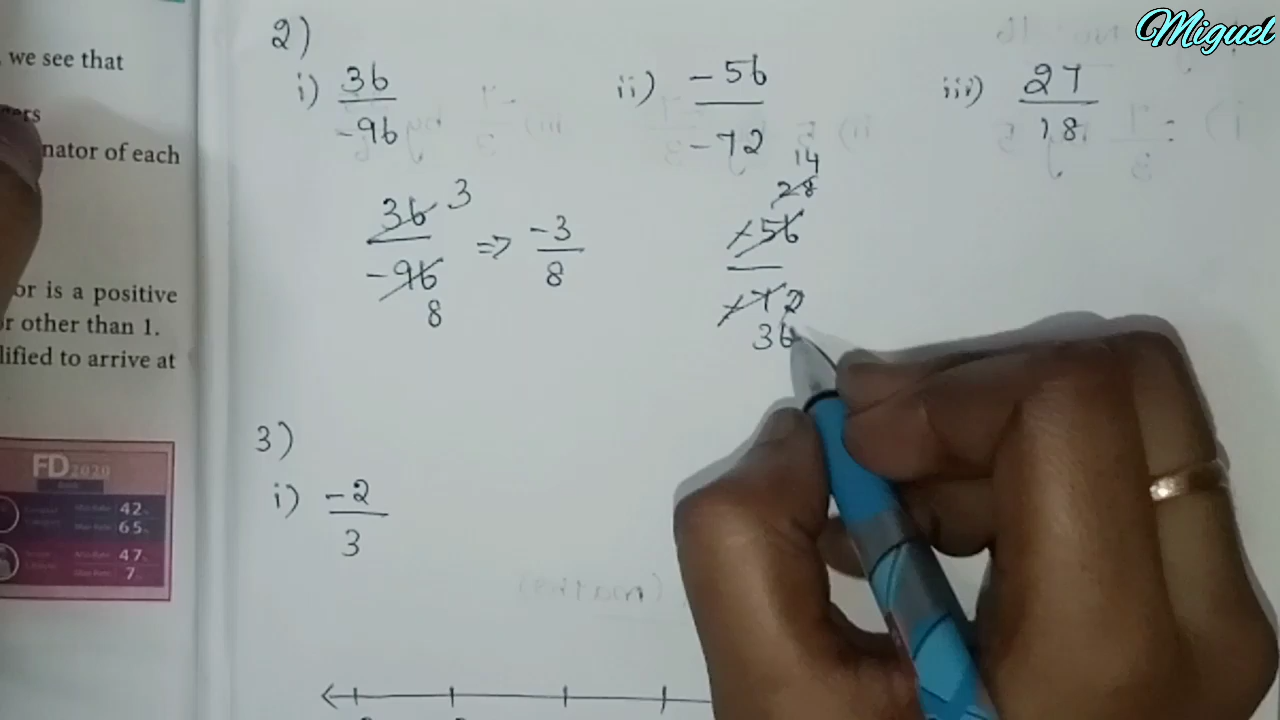 Miguel
we see that
nator of each
or is a positive
r other than 1.
lified to arrive at
FD2020
42
65
47
7
2)
i) 36
-96
36 3
-96
8
=> -3
8
ii) -56
-72
14
28
-56
-72
36
iii) 27
18
3)
i) -2
3